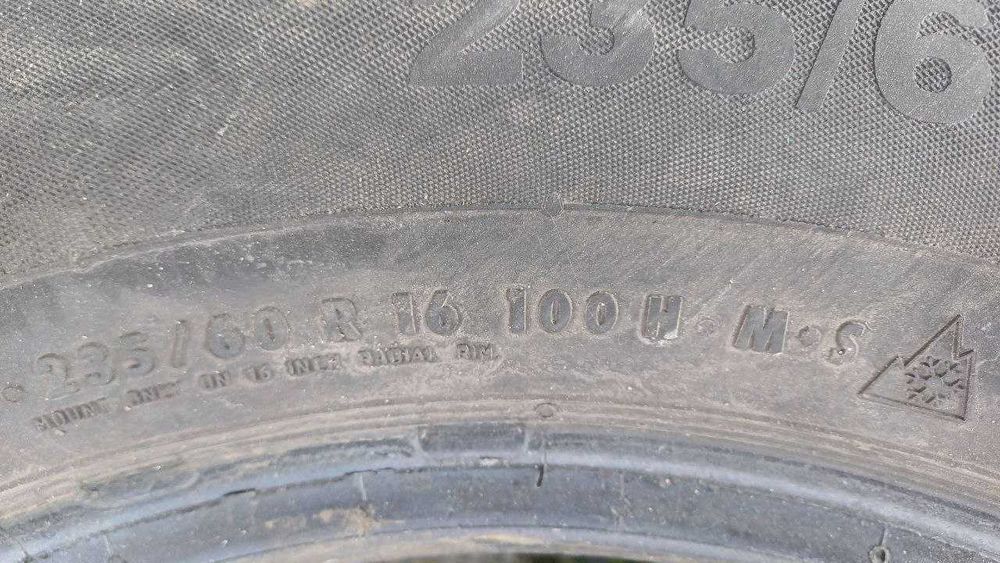 235/6
235/60 R 16 100 H M·S
MOUNT ONLY ON 16 INCH RADIAL RIM.